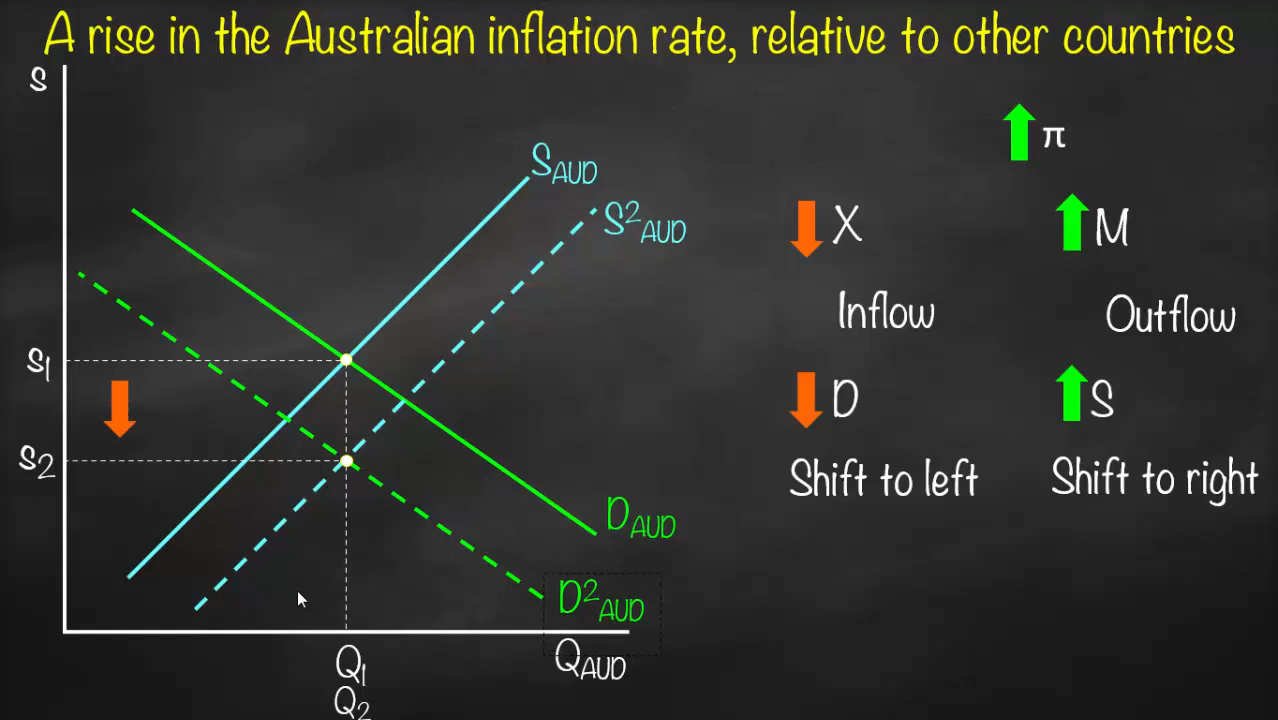 A rise in the Australian inflation rate, relative to other countries
S
S_AUD
S²_AUD
S₁
S₂
D_AUD
D²_AUD
Q₁
Q₂
Q_AUD
π
X M
Inflow Outflow
D S
Shift to left Shift to right